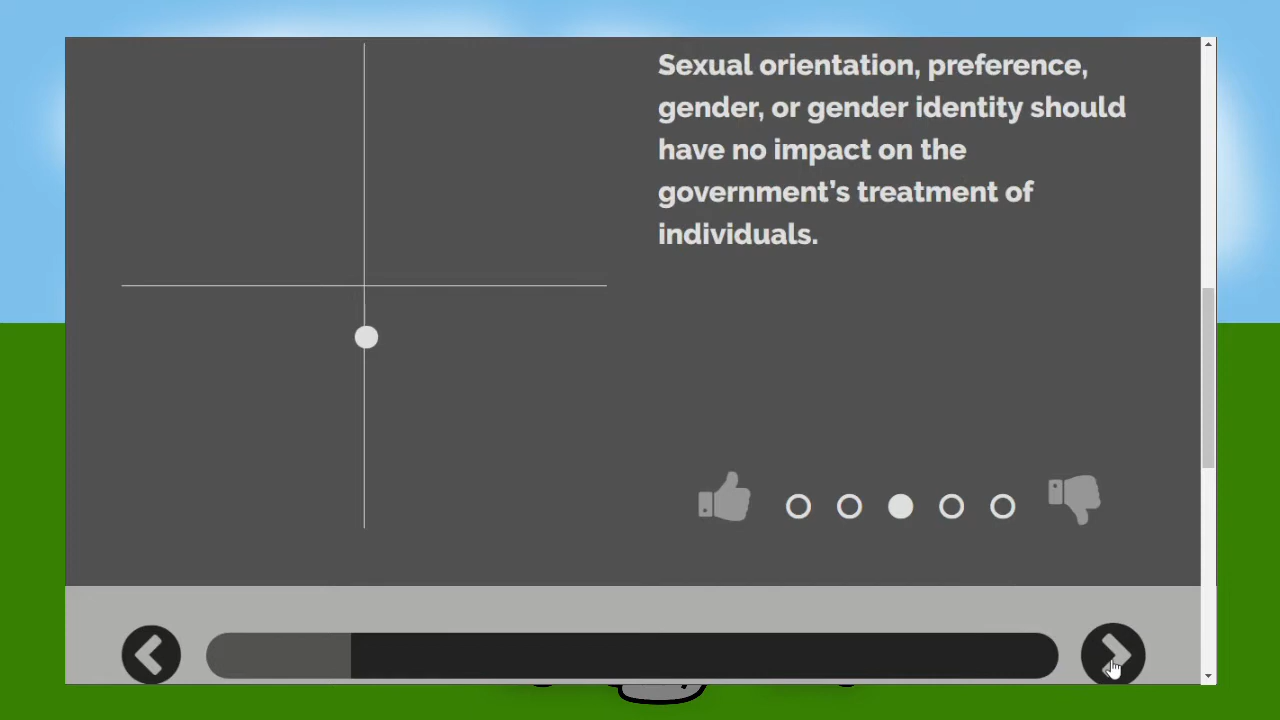 Sexual orientation, preference,
gender, or gender identity should
have no impact on the
government’s treatment of
individuals.